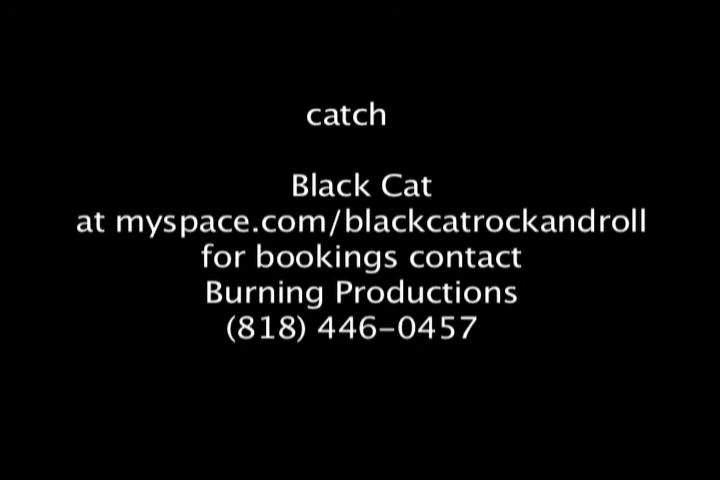 catch
Black Cat
at myspace.com/blackcatrockandroll
for bookings contact
Burning Productions
(818) 446-0457